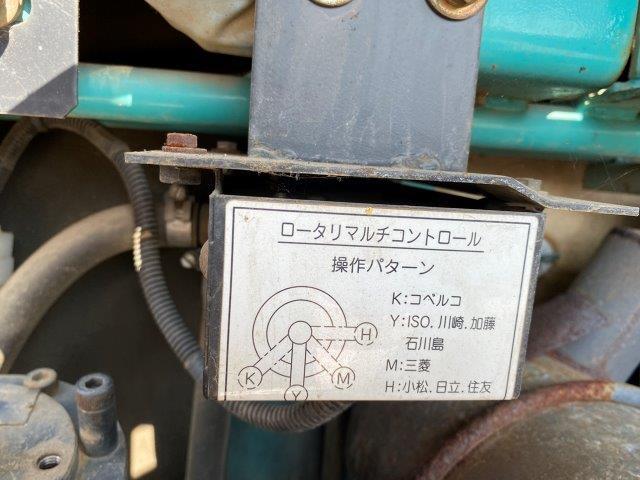 ロータリマルチコントロール
操作パターン
K:コベルコ
Y:ISO.川崎.加藤
石川島
M:三菱
H:小松.日立.住友
H
K
M
Y